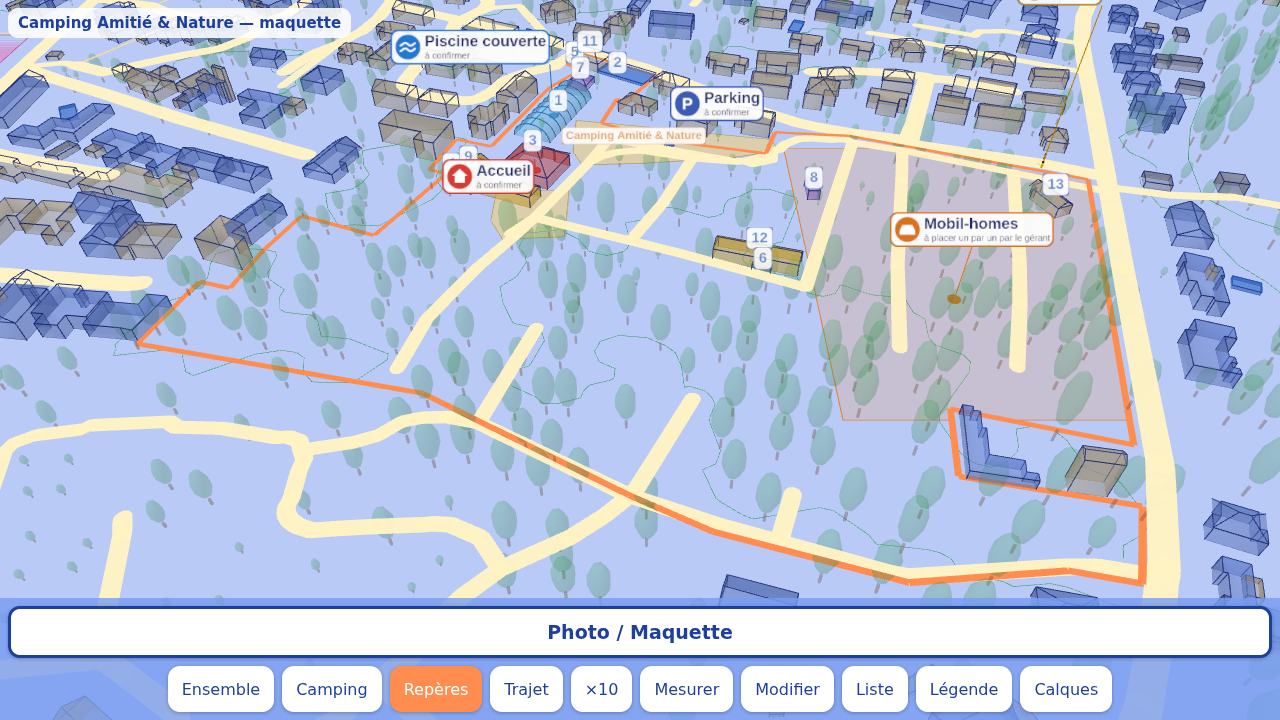 Camping Amitié & Nature — maquette
Piscine couverte
à confirmer
11
5
7
2
1
Parking
à confirmer
Camping Amitié & Nature
3
9
Accueil
à confirmer
8
13
Mobil-homes
à placer un par un par le gérant
12
6
Photo / Maquette
Ensemble
Camping
Repères
Trajet
×10
Mesurer
Modifier
Liste
Légende
Calques